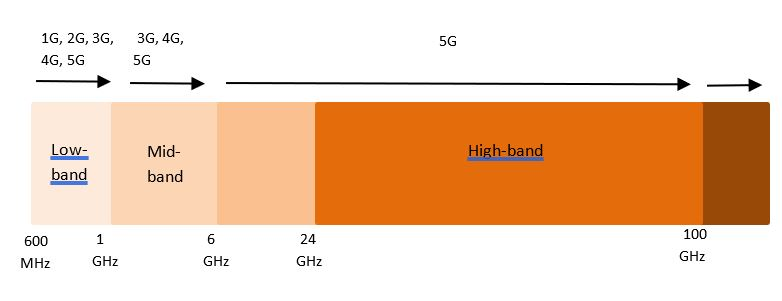 1G, 2G, 3G,
4G, 5G
3G, 4G,
5G
5G
Low-
band
Mid-
band
High-band
600
MHz
1
GHz
6
GHz
24
GHz
100
GHz